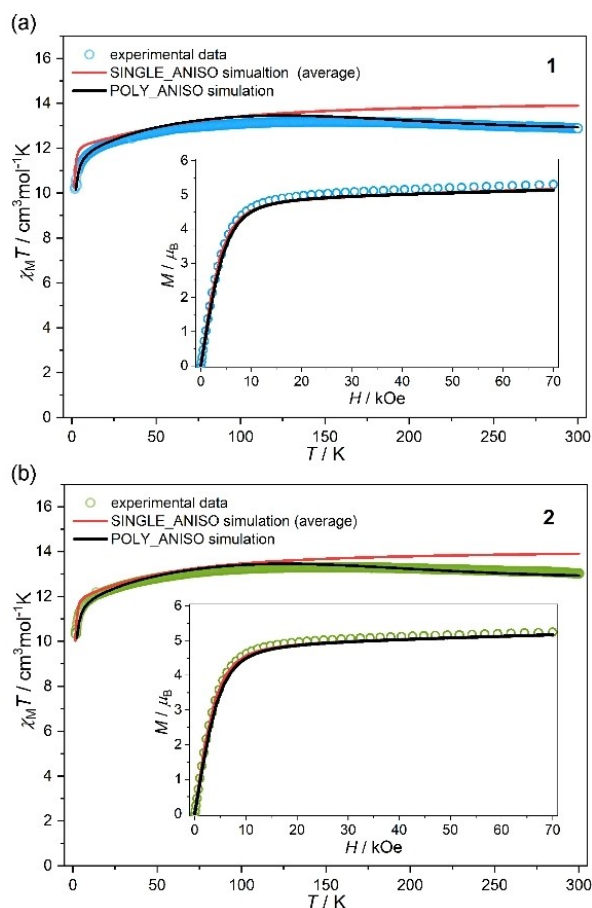 (a)
16
experimental data
1
SINGLE_ANISO simualtion (average)
14
POLY_ANISO simulation
12
10
8
6
4
2
0
χMT / cm³mol⁻¹K
6
5
4
3
2
1
0
M / μB
0 10 20 30 40 50 60 70
H / kOe
0 50 100 150 200 250 300
T / K
(b)
16
experimental data
2
SINGLE_ANISO simulation (average)
14
POLY_ANISO simulation
12
10
8
6
4
2
0
χMT / cm³mol⁻¹K
6
5
4
3
2
1
0
M / μB
0 10 20 30 40 50 60 70
H / kOe
0 50 100 150 200 250 300
T / K